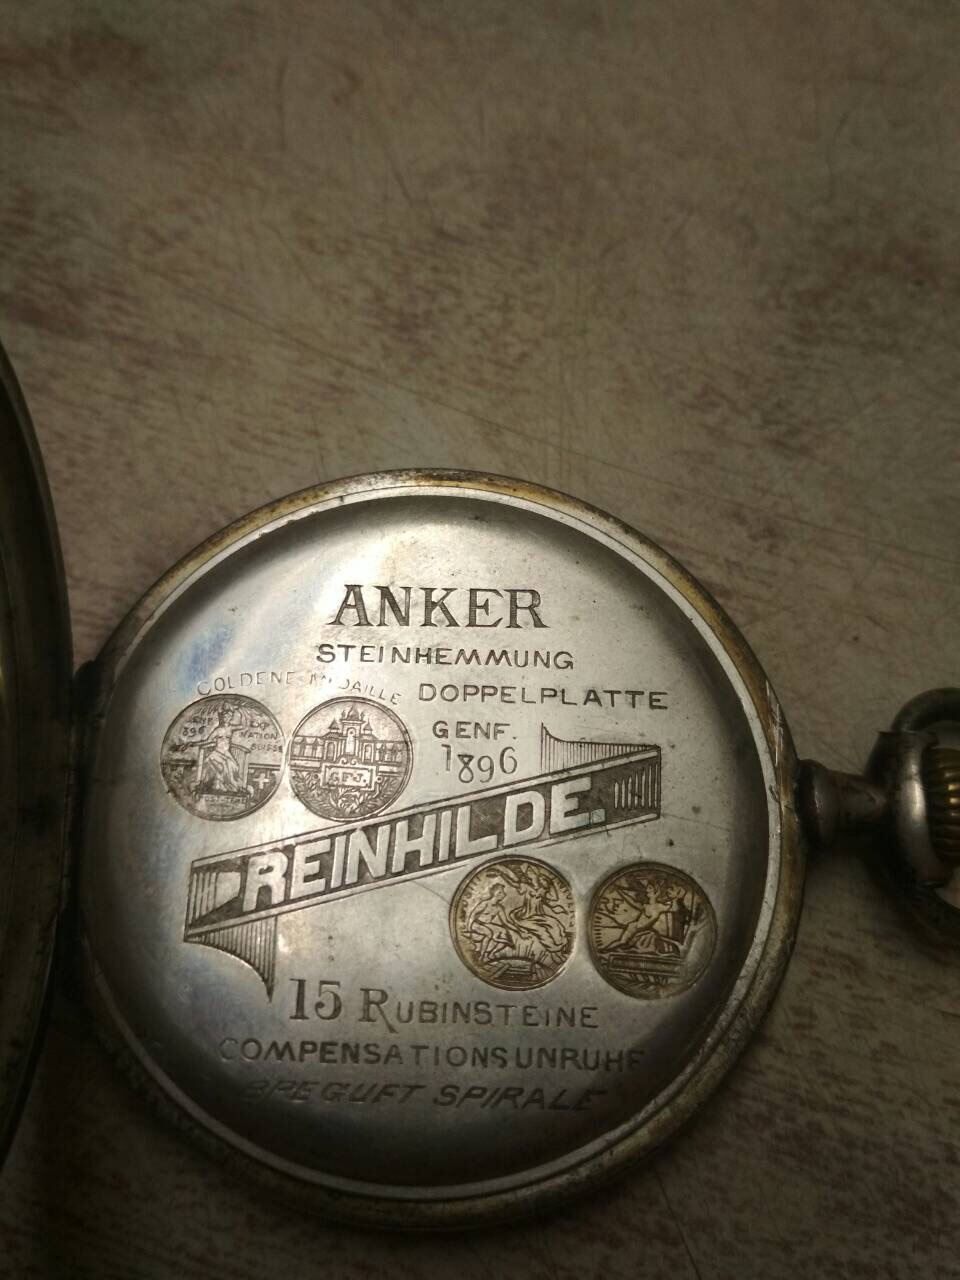 ANKER
STEINHEMMUNG
GOLDENE MEDAILLE
DOPPELPLATTE
GENF.
1896
REINHILDE.
15 RUBINSTEINE
COMPENSATIONSUNRUHE
BREGUET SPIRALE